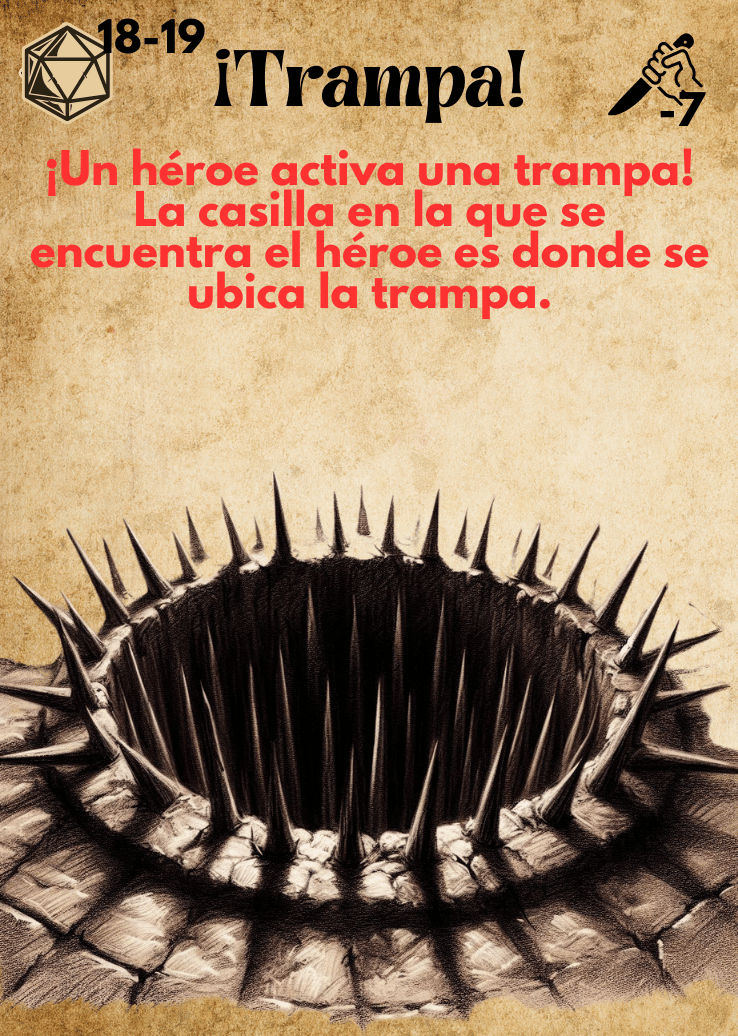 18-19
¡Trampa!
-7
¡Un héroe activa una trampa!
La casilla en la que se
encuentra el héroe es donde se
ubica la trampa.